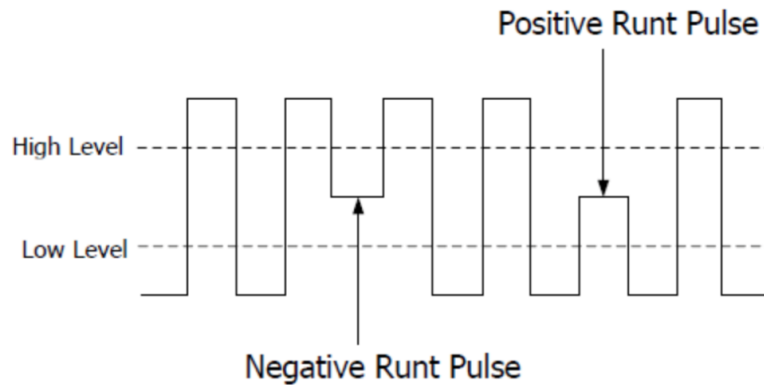 Positive Runt Pulse
High Level
Low Level
Negative Runt Pulse